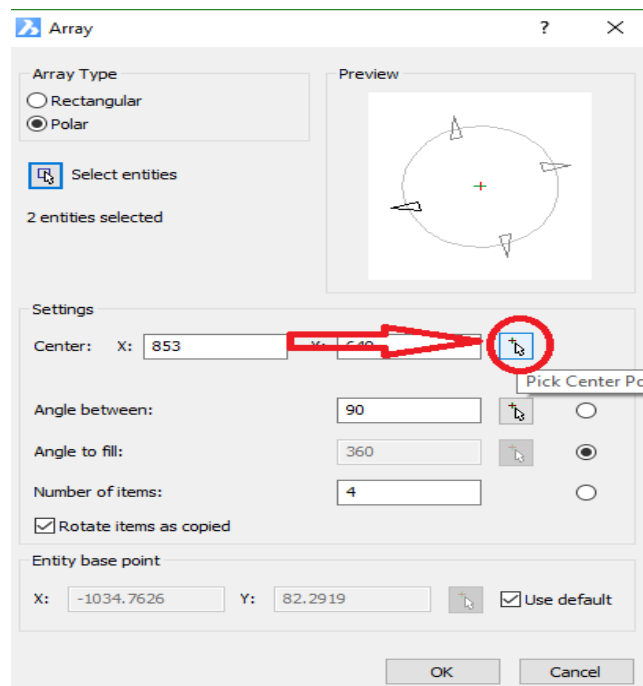 Array
?
Array Type
Rectangular
Polar
Select entities
2 entities selected
Preview
Settings
Center: X: 853
Pick Center Po
Angle between: 90
Angle to fill: 360
Number of items: 4
Rotate items as copied
Entity base point
X: -1034.7626 Y: 82.2919 Use default
OK Cancel